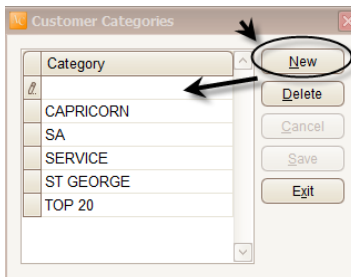 Customer Categories
Category
New
Delete
CAPRICORN
Cancel
SA
SERVICE
Save
ST GEORGE
Exit
TOP 20